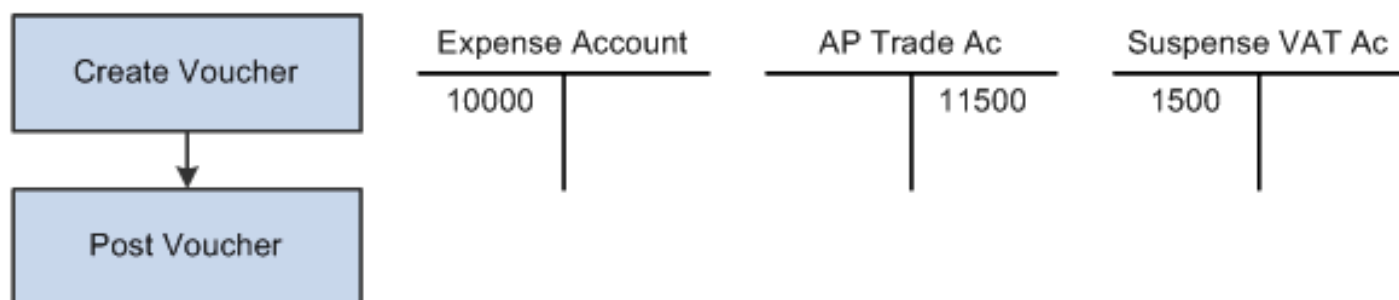 Create Voucher
Expense Account
AP Trade Ac
Suspense VAT Ac
10000
11500
1500
Post Voucher